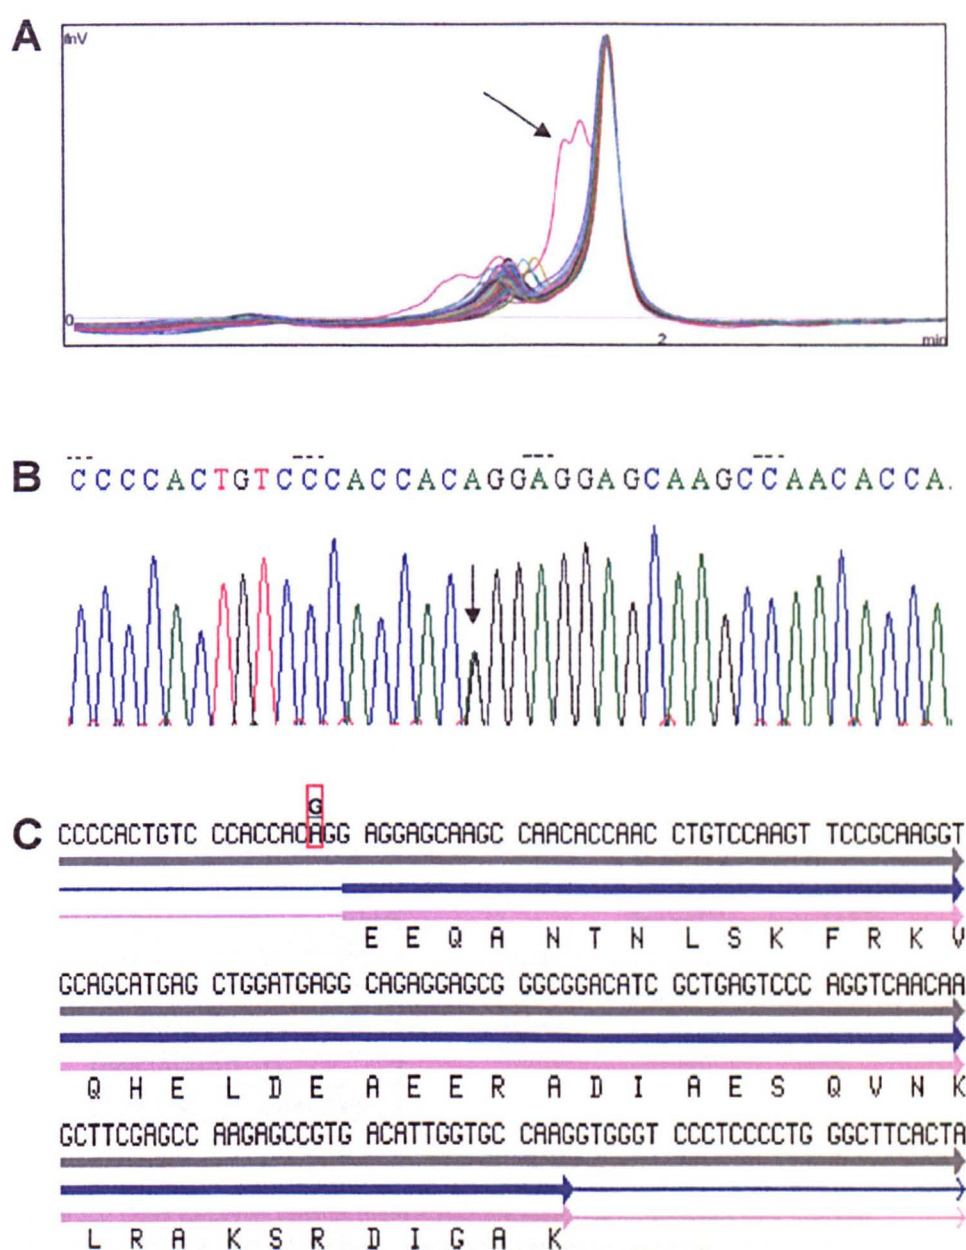 A
mV
0
2
min
B
CCCCACTGTCCCACCACAGGAGGAGCAAGCCAACACCA.
G
C
CCCCACTGTC CCACCACAGG AGGAGCAAGC CAACACCAAC CTGTCCAAGT TCCGCAAGGT
E E Q A N T N L S K F R K V
GCAGCATGAG CTGGATGAGG CAGAGGAGCG GGCGGACATC GCTGAGTCCC AGGTCAACAA
Q H E L D E A E E R A D I A E S Q V N K
GCTTCGAGCC AAGAGCCGTG ACATTGGTGC CAAGGTGGGT CCCTCCCCTG GGCTTCACTA
L R A K S R D I G A K